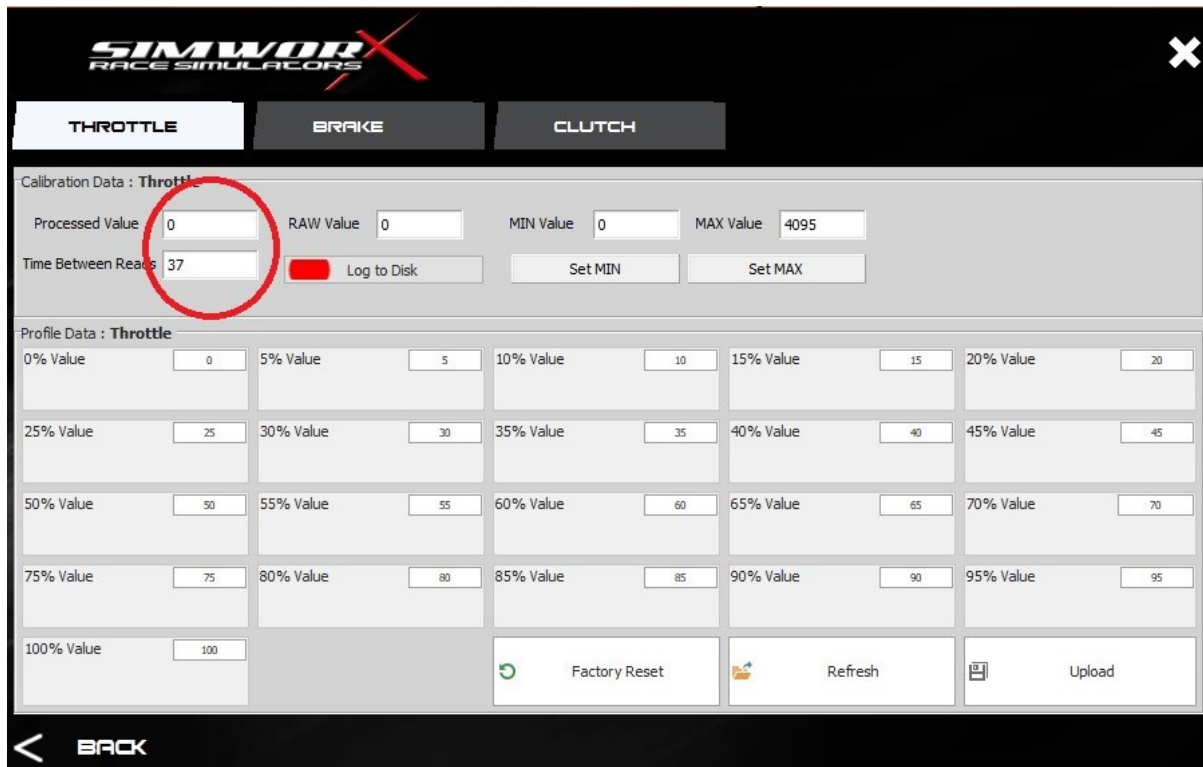 SIMWORX
RACE SIMULATORS
THROTTLE BRAKE CLUTCH
Calibration Data : Throttle
Processed Value 0 RAW Value 0 MIN Value 0 MAX Value 4095
Time Between Reads 37 Log to Disk Set MIN Set MAX
Profile Data : Throttle
0% Value 0 5% Value 5 10% Value 10 15% Value 15 20% Value 20
25% Value 25 30% Value 30 35% Value 35 40% Value 40 45% Value 45
50% Value 50 55% Value 55 60% Value 60 65% Value 65 70% Value 70
75% Value 75 80% Value 80 85% Value 85 90% Value 90 95% Value 95
100% Value 100 Factory Reset Refresh Upload
< BACK